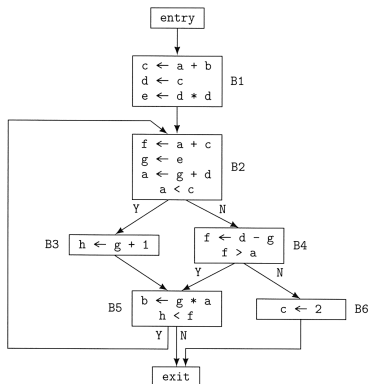 entry
c ← a + b
d ← c
e ← d * d
B1
f ← a + c
g ← e
a ← g + d
a < c
B2
Y N
B3
h ← g + 1
f ← d - g
f > a
B4
Y N
B5
b ← g * a
h < f
c ← 2
B6
Y N
exit